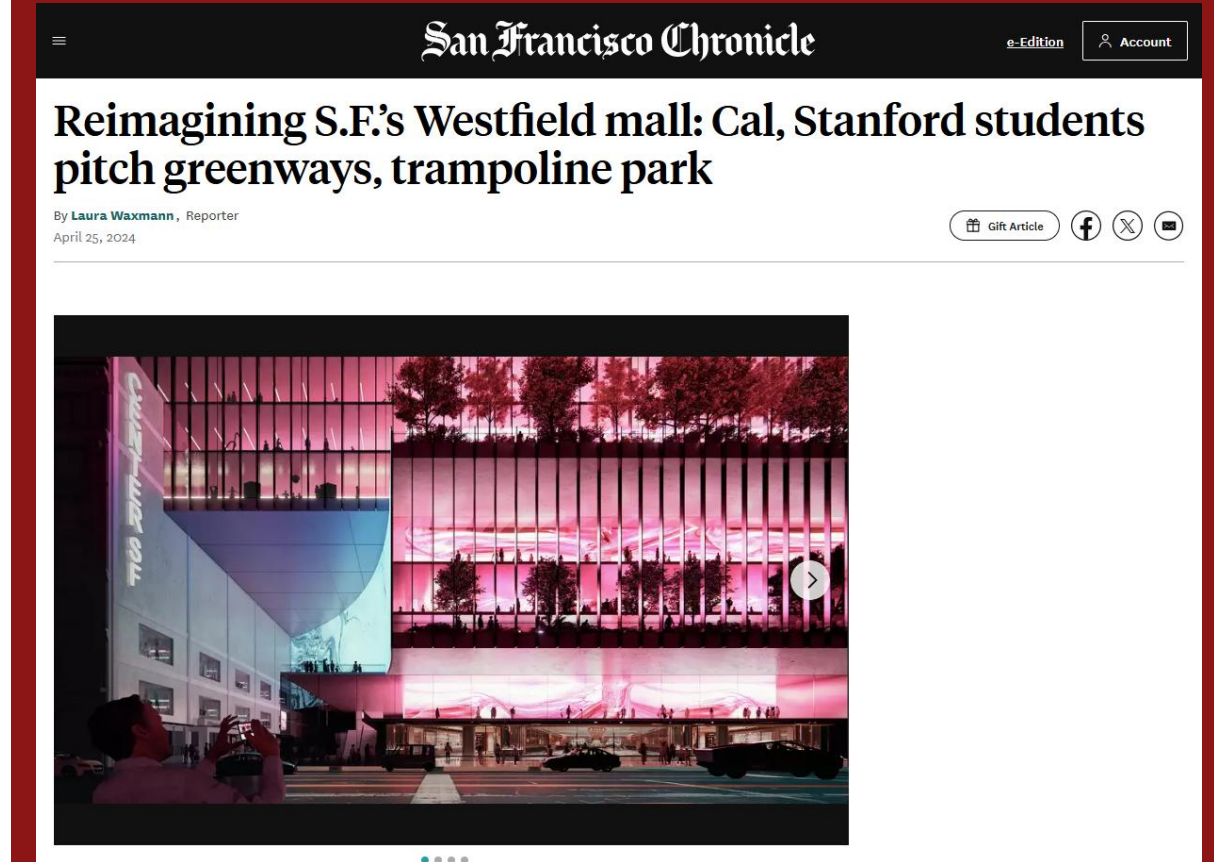 San Francisco Chronicle
e-Edition
Account
Reimagining S.F.'s Westfield mall: Cal, Stanford students
pitch greenways, trampoline park
By Laura Waxmann, Reporter
April 25, 2024
Gift Article
CENTER SF